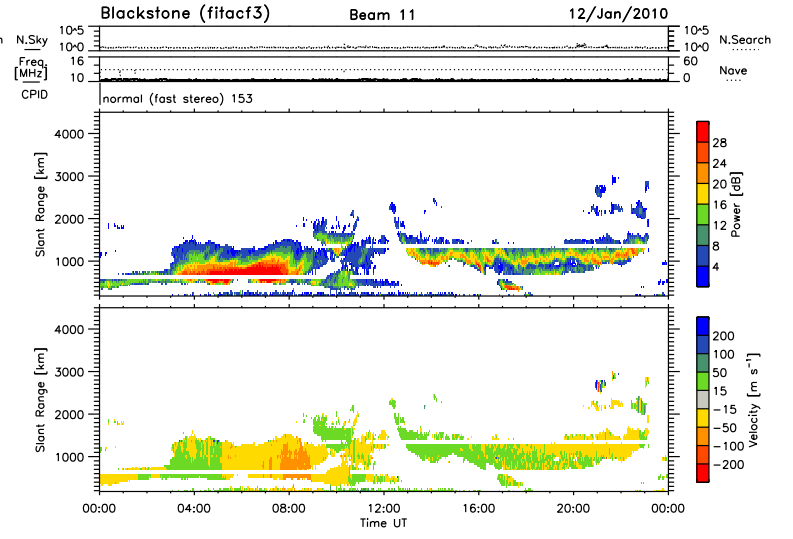 Blackstone (fitacf3) Beam 11 12/Jan/2010
n N.Sky 10^5 10^0 10^5 10^0 N.Search
Freq. [MHz] 16 10 60 0 Nave
CPID normal (fast stereo) 153
Slant Range [km] 4000 3000 2000 1000
28 24 20 16 12 8 4 Power [dB]
Slant Range [km] 4000 3000 2000 1000
200 100 50 15 −15 −50 −100 −200 Velocity [m s⁻¹]
00:00 04:00 08:00 12:00 16:00 20:00 00:00
Time UT